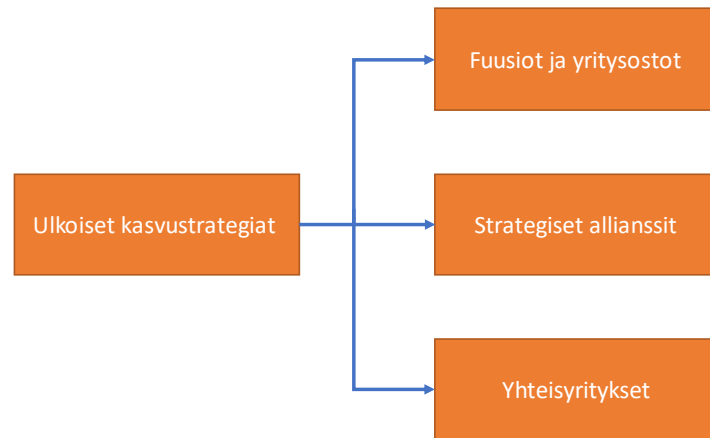 Fuusiot ja yritysostot
Ulkoiset kasvustrategiat
Strategiset allianssit
Yhteisyritykset